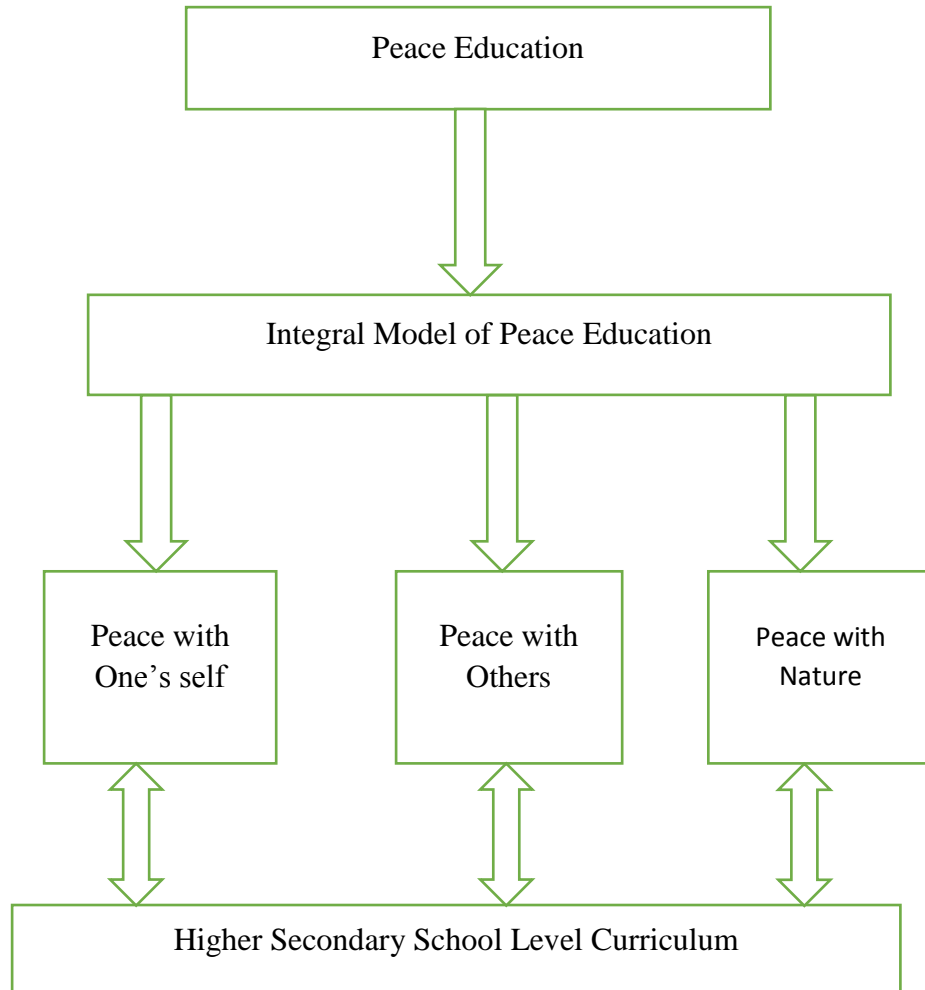 Peace Education
Integral Model of Peace Education
Peace with
One’s self
Peace with
Others
Peace with
Nature
Higher Secondary School Level Curriculum